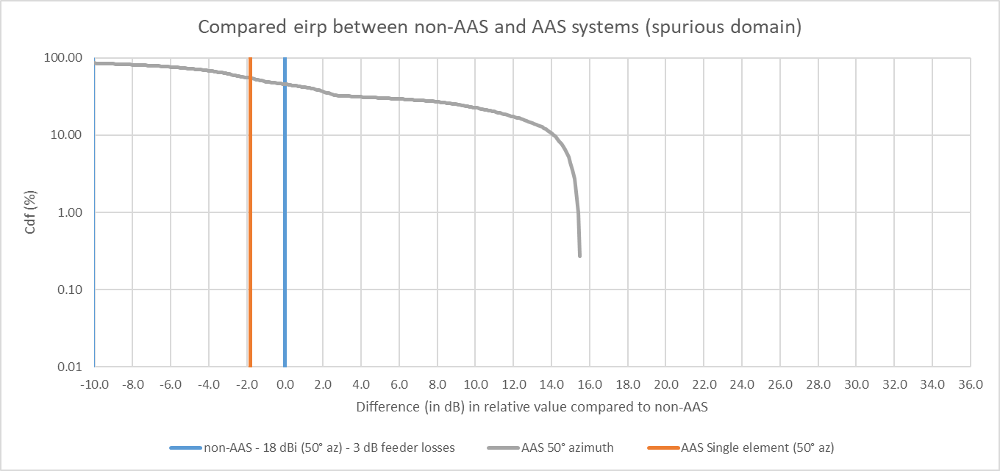 Compared eirp between non-AAS and AAS systems (spurious domain)
100.00
10.00
1.00
0.10
0.01
Cdf (%)
-10.0 -8.0 -6.0 -4.0 -2.0 0.0 2.0 4.0 6.0 8.0 10.0 12.0 14.0 16.0 18.0 20.0 22.0 24.0 26.0 28.0 30.0 32.0 34.0 36.0
Difference (in dB) in relative value compared to non-AAS
non-AAS - 18 dBi (50° az) - 3 dB feeder losses AAS 50° azimuth AAS Single element (50° az)